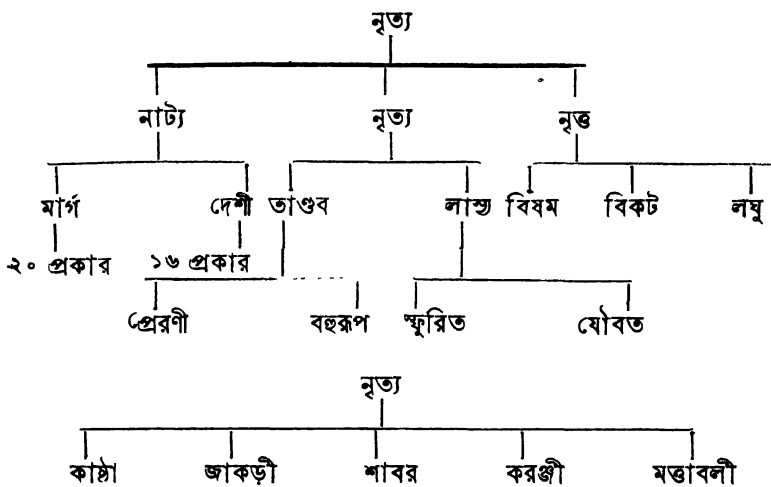 নৃত্য
নাট্য নৃত্য নৃত্ত
মার্গ দেশী তাণ্ডব লাস্য বিষম বিকট লঘু
২০ প্রকার ১৬ প্রকার
প্রেরণী বহুরূপ স্ফুরিত যৌবত
নৃত্য
কাষ্ঠা জাকড়ী শাবর করঞ্জী মত্তাবলী